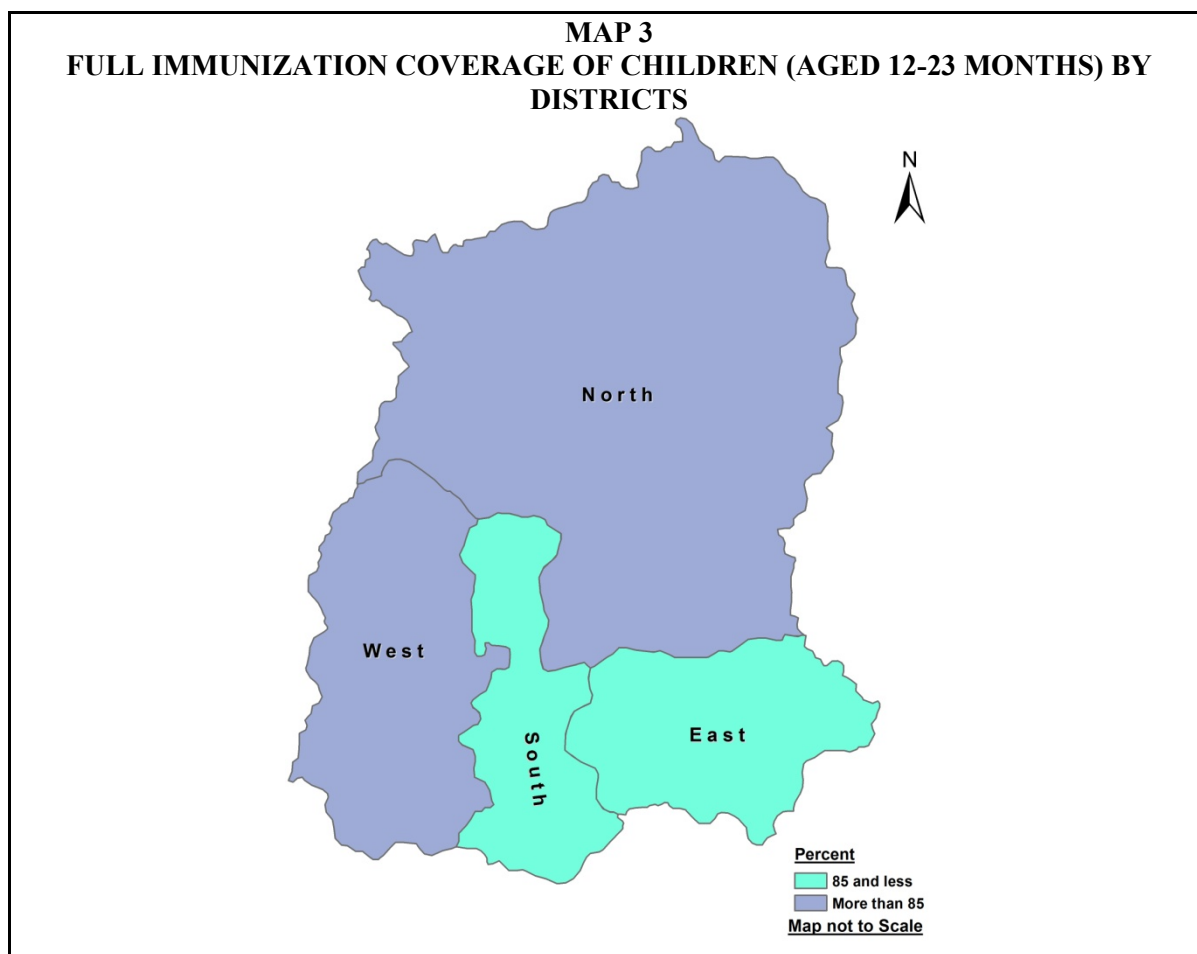 MAP 3
FULL IMMUNIZATION COVERAGE OF CHILDREN (AGED 12-23 MONTHS) BY
DISTRICTS
N
North
West
South
East
Percent
85 and less
More than 85
Map not to Scale